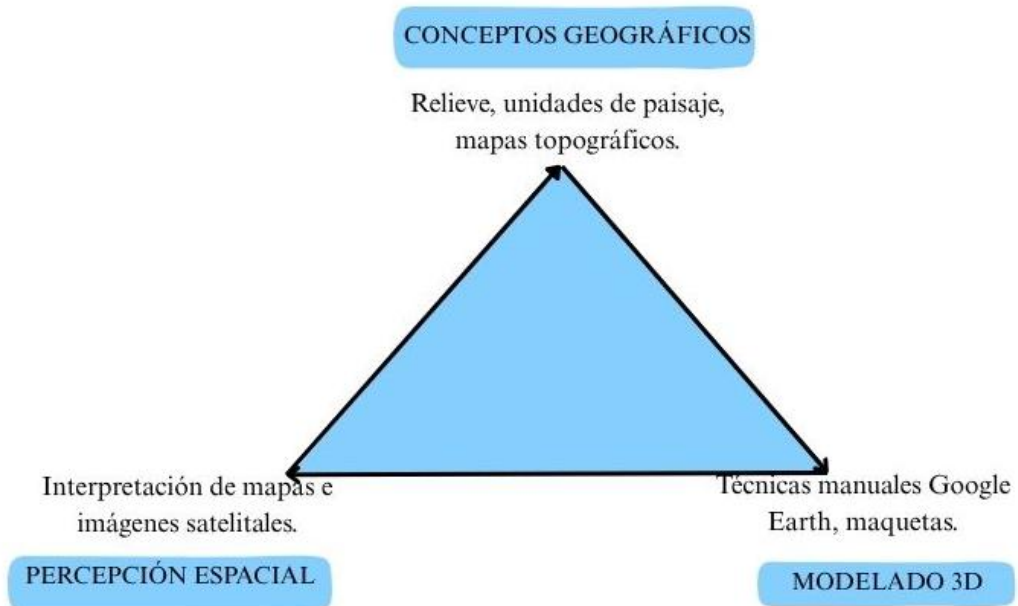 CONCEPTOS GEOGRÁFICOS
Relieve, unidades de paisaje,
mapas topográficos.
Interpretación de mapas e
imágenes satelitales.
PERCEPCIÓN ESPACIAL
Técnicas manuales Google
Earth, maquetas.
MODELADO 3D